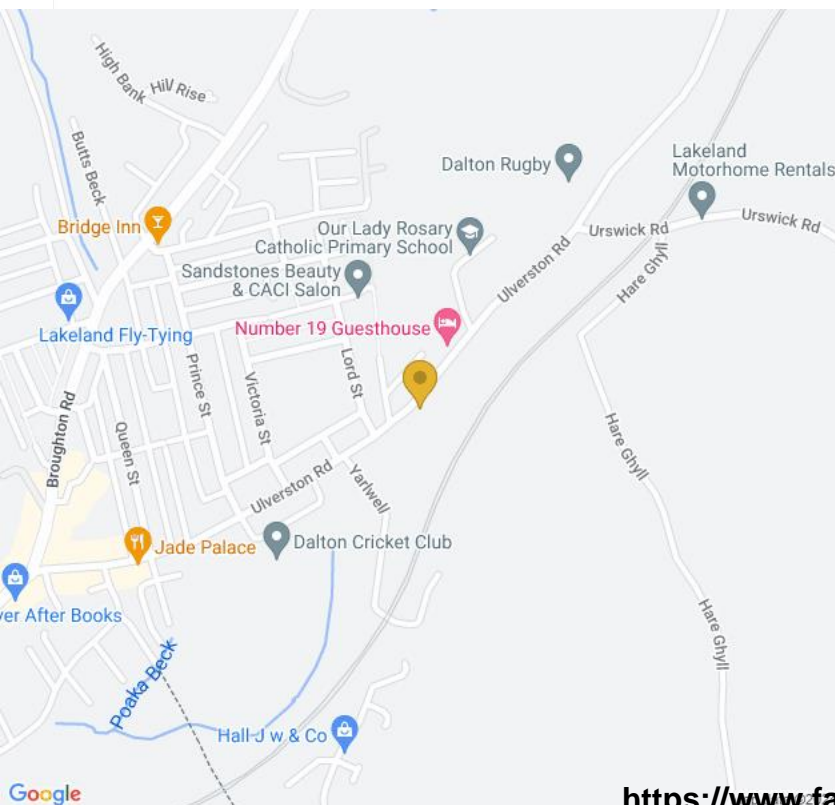 High Bank
Hill Rise
Butts Beck
Dalton Rugby
Lakeland
Motorhome Rentals
Bridge Inn
Our Lady Rosary
Catholic Primary School
Urswick Rd
Urswick Rd
Sandstones Beauty
& CACI Salon
Ulverston Rd
Hare Ghyll
Lakeland Fly-Tying
Number 19 Guesthouse
Prince St
Lord St
Victoria St
Broughton Rd
Queen St
Hare Ghyll
Ulverston Rd
Yarlwell
Jade Palace
Dalton Cricket Club
ver After Books
Hare Ghyll
Poaka Beck
Hall J w & Co
Google
https://www.fa